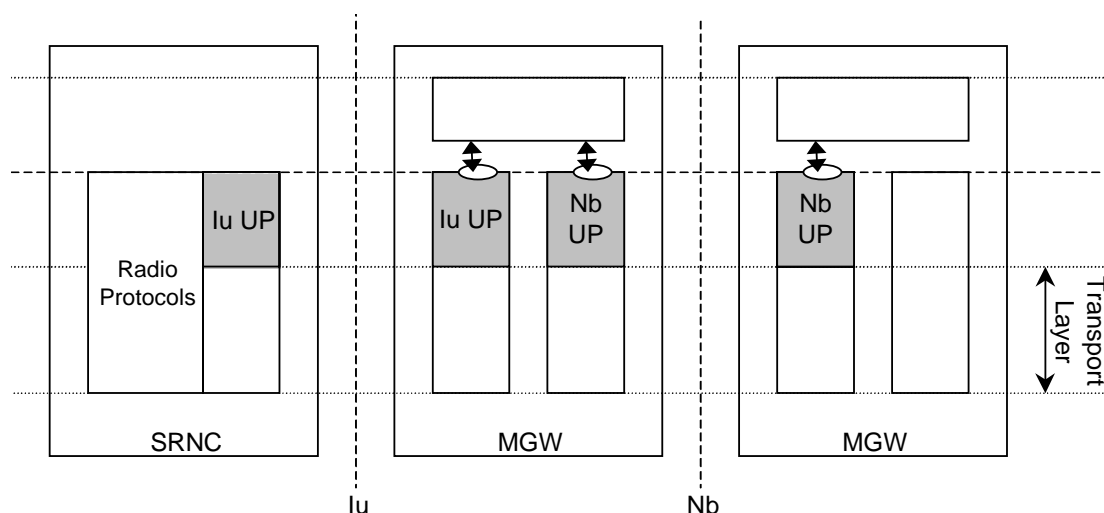 Iu UP
Radio
Protocols
SRNC
Iu
Iu UP
Nb
UP
MGW
Nb
Nb
UP
MGW
Transport
Layer